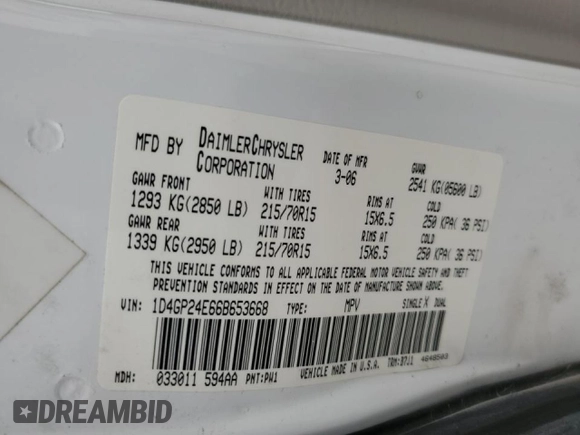 MFD BY DAIMLERCHRYSLER CORPORATION DATE OF MFR 3-06 GVWR 2541 KG(05600 LB)
GAWR FRONT WITH TIRES RIMS AT COLD
1293 KG(2850 LB) 215/70R15 15X6.5 250 KPA( 36 PSI)
GAWR REAR WITH TIRES RIMS AT COLD
1339 KG(2950 LB) 215/70R15 15X6.5 250 KPA( 36 PSI)
THIS VEHICLE CONFORMS TO ALL APPLICABLE FEDERAL MOTOR VEHICLE SAFETY AND THEFT
PREVENTION STANDARDS IN EFFECT ON THE DATE OF MANUFACTURE SHOWN ABOVE.
VIN: 1D4GP24E66B653668 TYPE: MPV SINGLE X DUAL
MDH: 033011 594AA PNT:PW1 VEHICLE MADE IN U.S.A. TRM:B7J1 4648503
DREAMBID